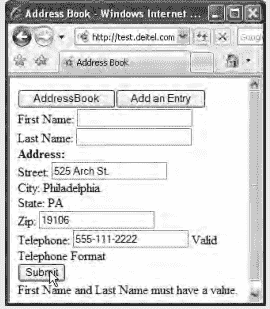 Address Book - Windows Internet ...
http://test.deitel.com
Address Book
AddressBook Add an Entry
First Name:
Last Name:
Address:
Street: 525 Arch St.
City: Philadelphia
State: PA
Zip: 19106
Telephone: 555-111-2222 Valid
Telephone Format
Submit
First Name and Last Name must have a value.